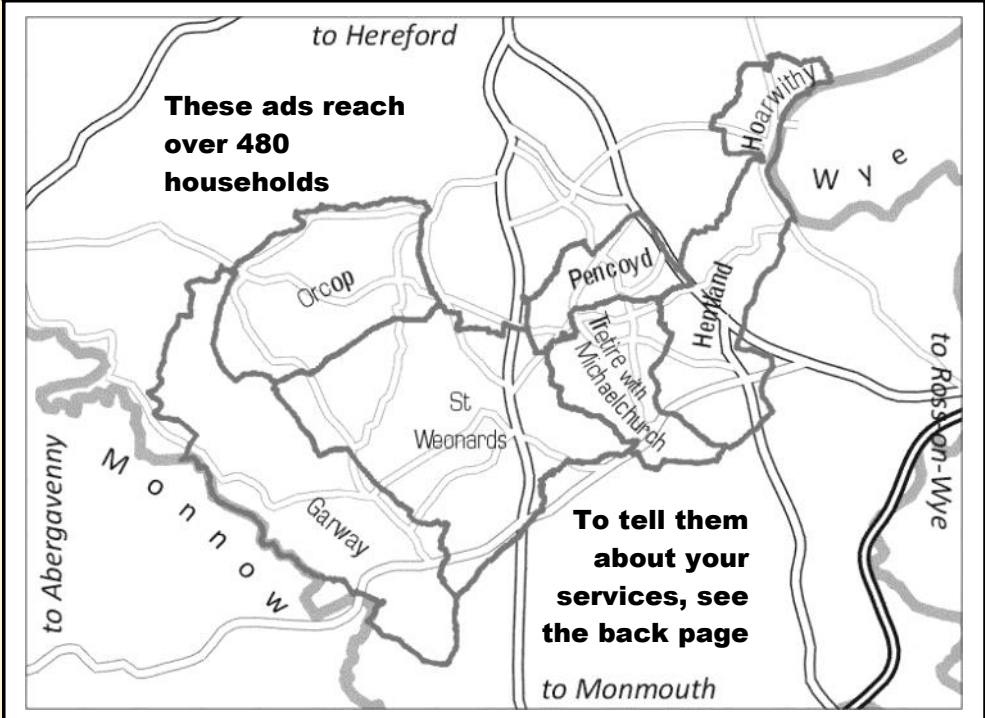 to Hereford
These ads reach
over 480
households
Hoarwithy
Wye
Orcop
Pencoyd
Hentland
Tretire with
Michaelchurch
St
Weonards
to Ross-on-Wye
to Abergavenny
Monnow
Garway
To tell them
about your
services, see
the back page
to Monmouth